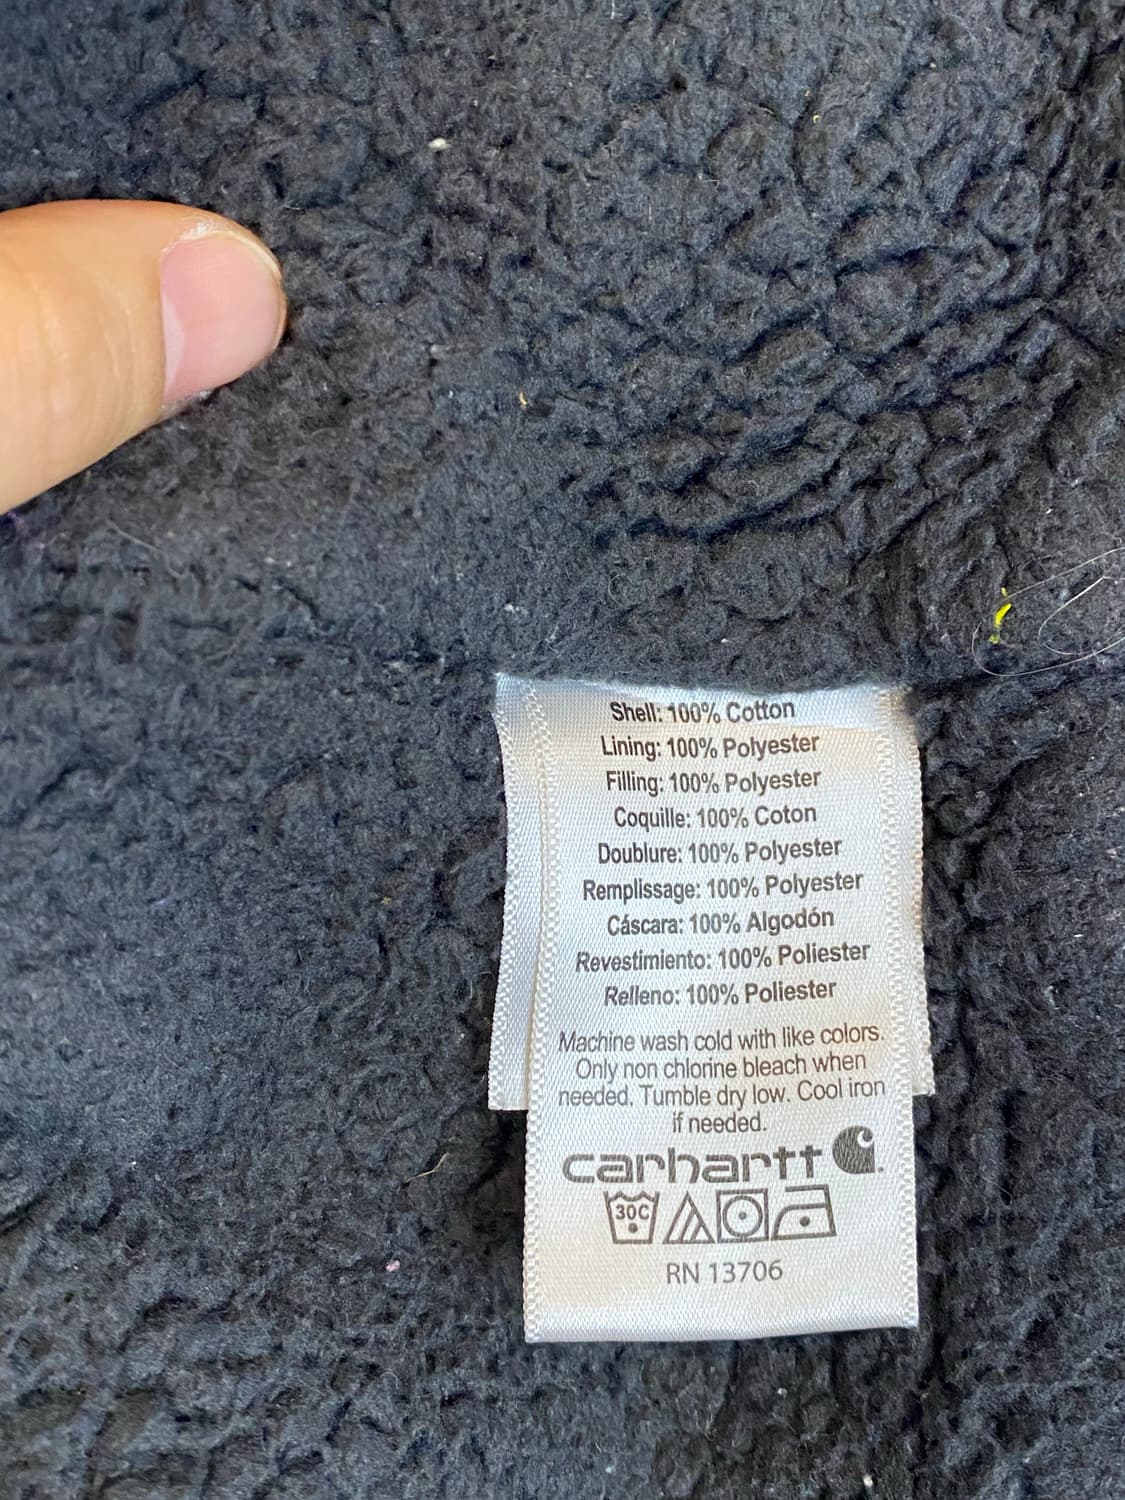 Shell: 100% Cotton
Lining: 100% Polyester
Filling: 100% Polyester
Coquille: 100% Coton
Doublure: 100% Polyester
Remplissage: 100% Polyester
Cáscara: 100% Algodón
Revestimiento: 100% Poliester
Relleno: 100% Poliester
Machine wash cold with like colors.
Only non chlorine bleach when
needed. Tumble dry low. Cool iron
if needed.
carhartt
30C
RN 13706